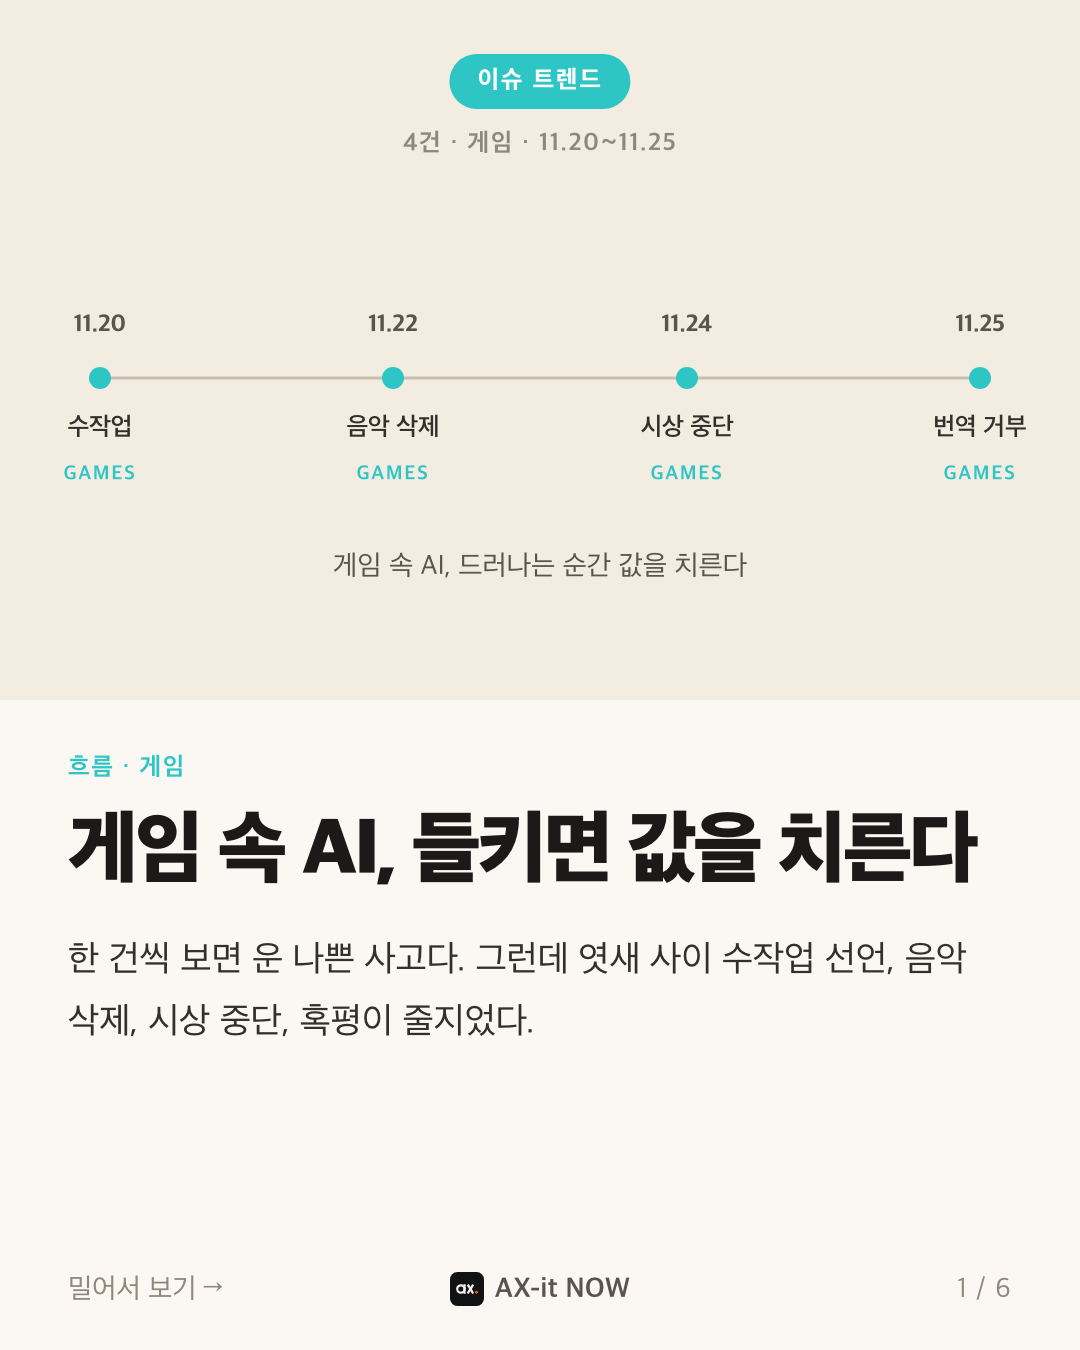 이슈 트렌드
4건 · 게임 · 11.20~11.25
11.20 11.22 11.24 11.25
수작업 음악 삭제 시상 중단 번역 거부
GAMES GAMES GAMES GAMES
게임 속 AI, 드러나는 순간 값을 치른다
흐름 · 게임
게임 속 AI, 들키면 값을 치른다
한 건씩 보면 운 나쁜 사고다. 그런데 엿새 사이 수작업 선언, 음악
삭제, 시상 중단, 혹평이 줄지었다.
밀어서 보기 → ax. AX-it NOW 1 / 6